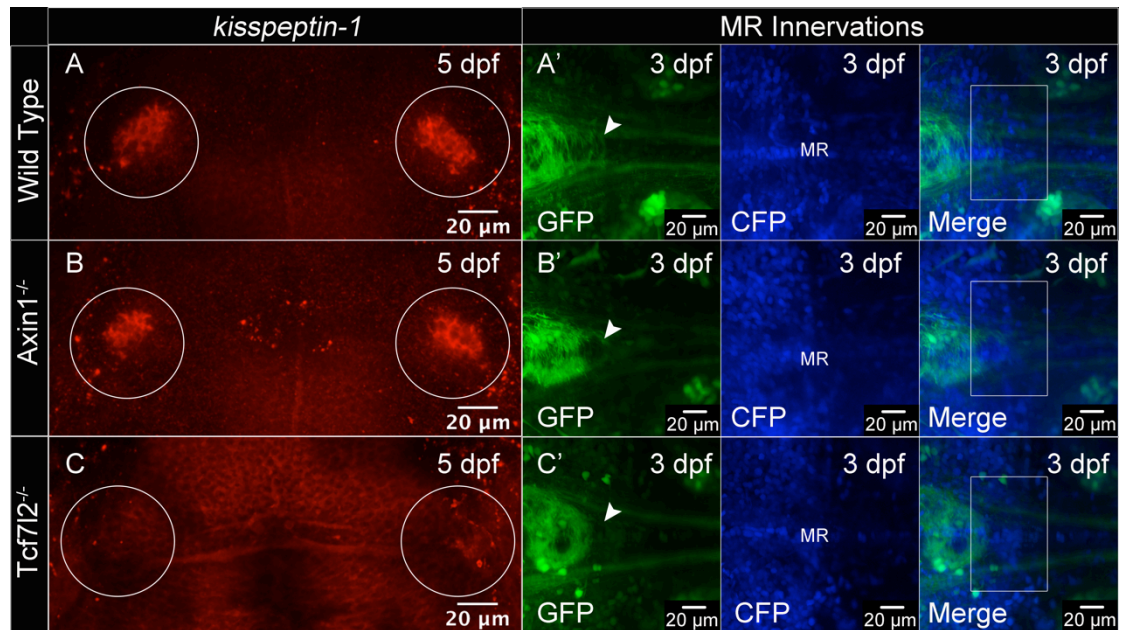 kisspeptin-1
MR Innervations
Wild Type
A
5 dpf
20 µm
A'
3 dpf
GFP
20 µm
3 dpf
MR
CFP
20 µm
3 dpf
Merge
20 µm
Axin1-/-
B
5 dpf
20 µm
B'
3 dpf
GFP
20 µm
3 dpf
MR
CFP
20 µm
3 dpf
Merge
20 µm
Tcf7l2-/-
C
5 dpf
20 µm
C'
3 dpf
GFP
20 µm
3 dpf
MR
CFP
20 µm
3 dpf
Merge
20 µm